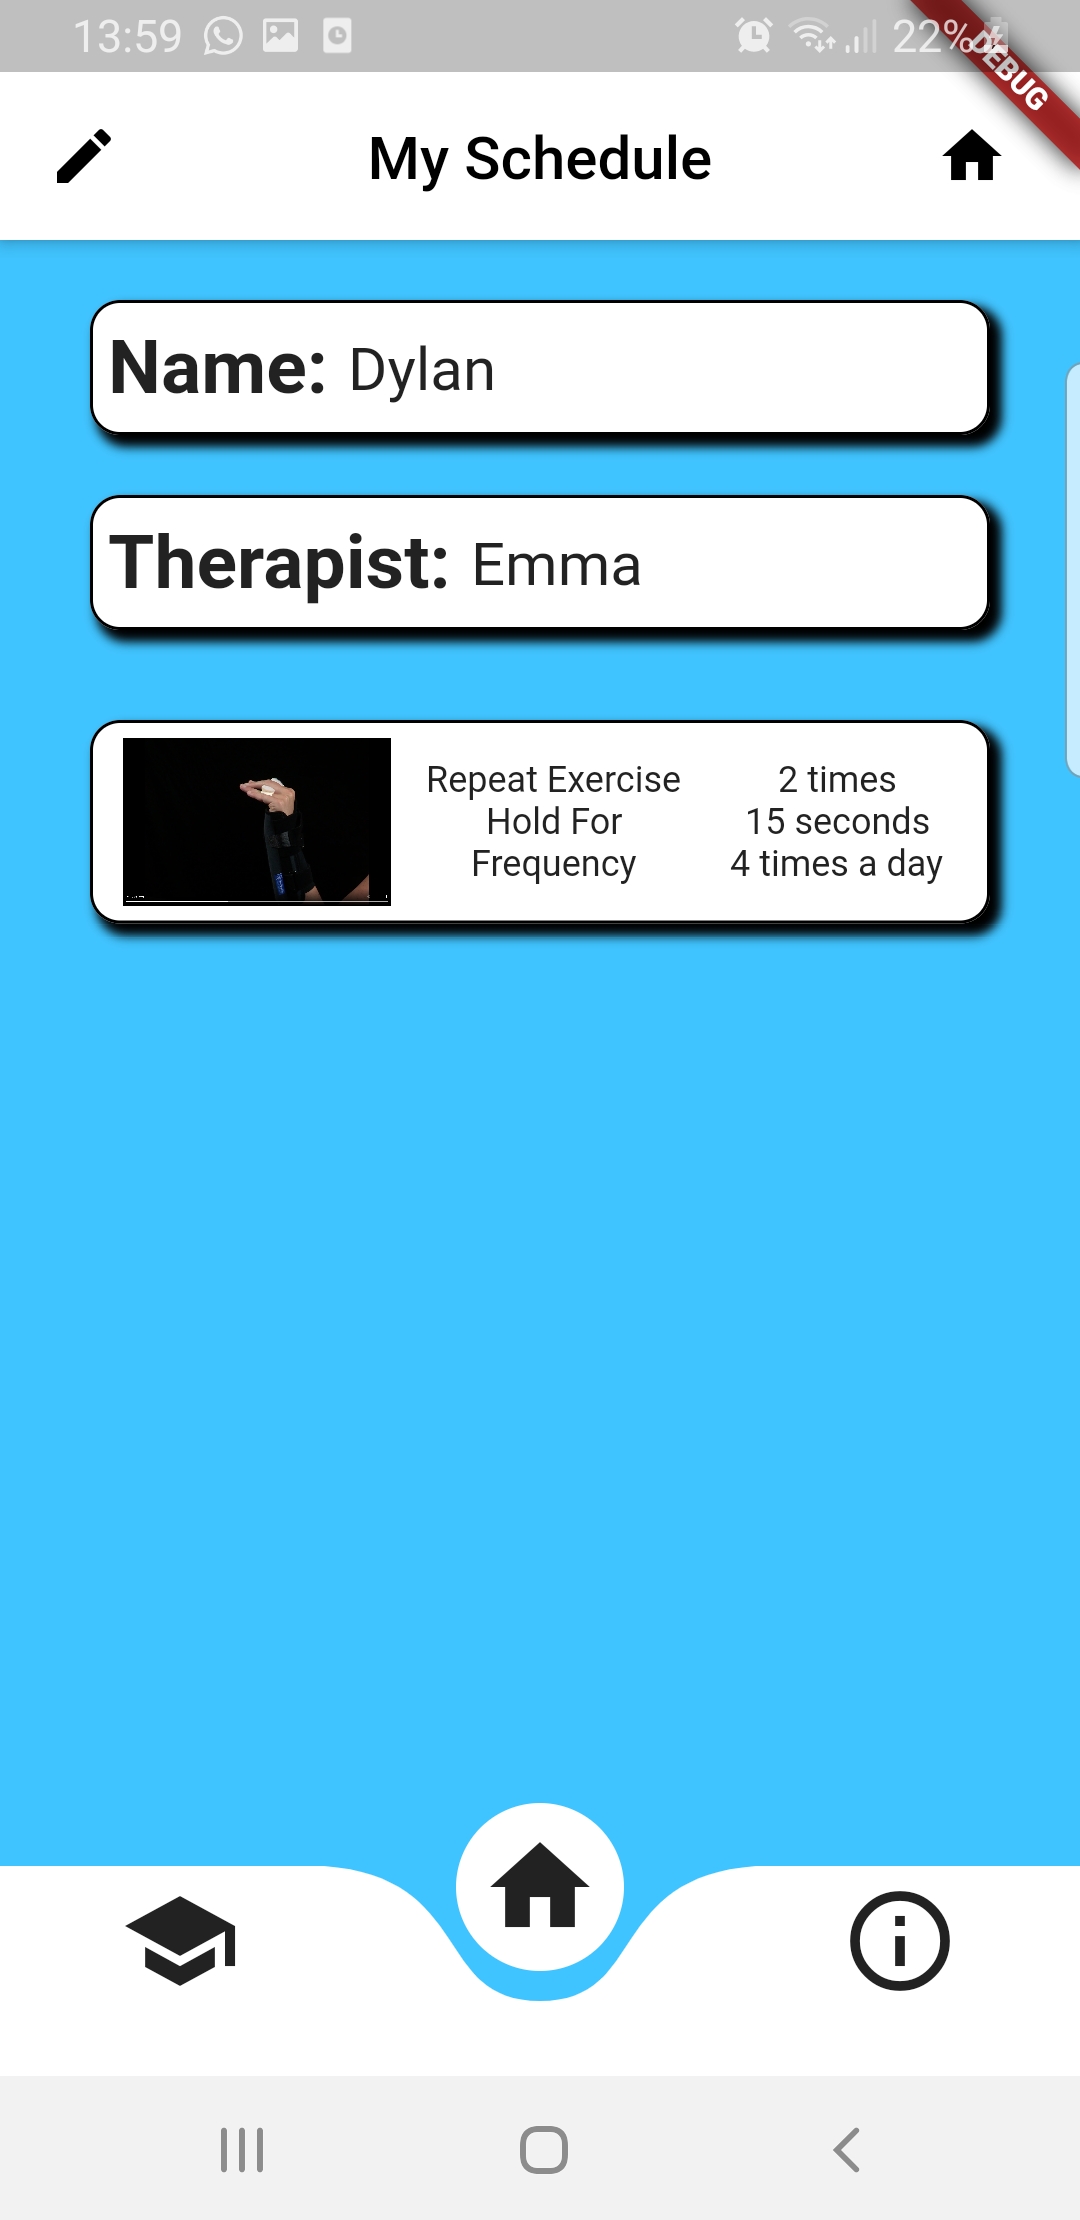 13:59
22%
DEBUG
My Schedule
Name: Dylan
Therapist: Emma
Repeat Exercise 2 times
Hold For 15 seconds
Frequency 4 times a day